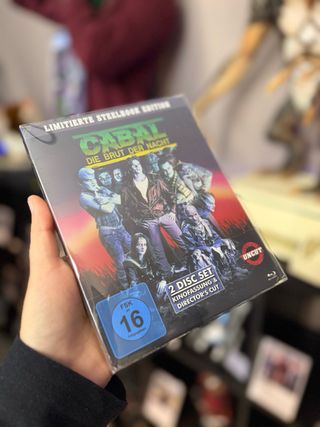 LIMITIERTE STEELBOOK EDITION
CABAL
DIE BRUT DER NACHT
2 DISC SET
KINOFASSUNG &
DIRECTOR'S CUT
UNCUT
FSK
16